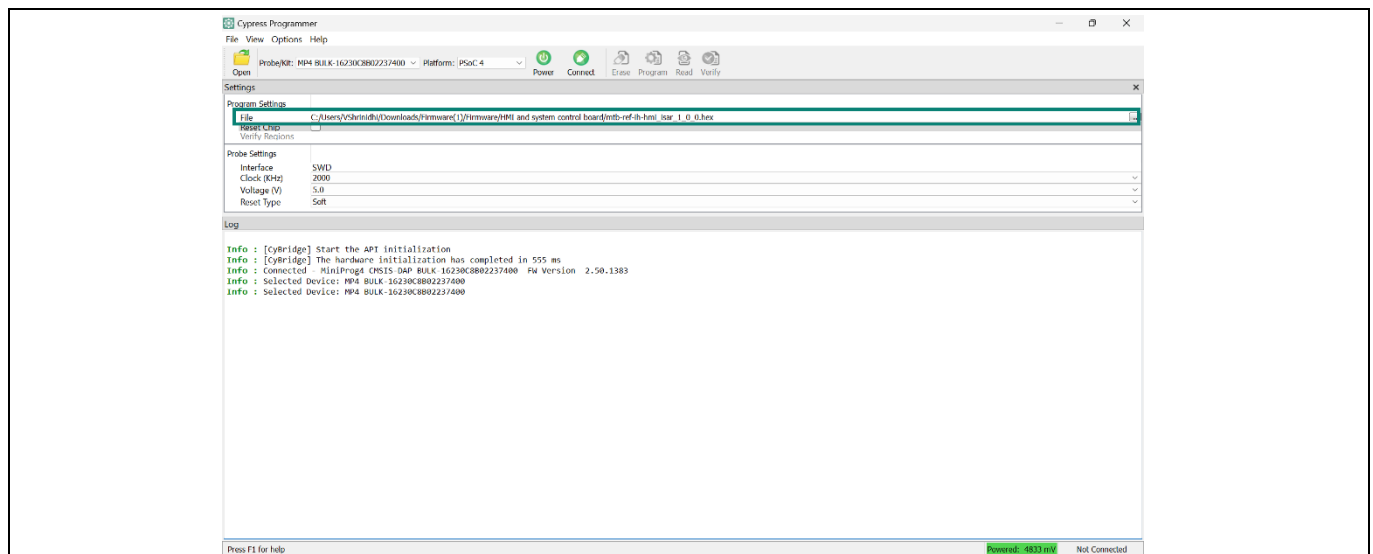 Cypress Programmer
File View Options Help
Open Probe/Kit: MP4 BULK-16230C8B02237400 Platform: PSoC 4 Power Connect Erase Program Read Verify
Settings
Program Settings
File C:/Users/VShrinidhi/Downloads/Firmware(1)/Firmware/HMI and system control board/mtb-ref-ih-hmi_isar_1_0_0.hex
Reset Chip
Verify Regions
Probe Settings
Interface SWD
Clock (KHz) 2000
Voltage (V) 5.0
Reset Type Soft
Log
Info : [CyBridge] Start the API initialization
Info : [CyBridge] The hardware initialization has completed in 555 ms
Info : Connected - MiniProg4 CMSIS-DAP BULK-16230C8B02237400 FW Version 2.50.1383
Info : Selected Device: MP4 BULK-16230C8B02237400
Info : Selected Device: MP4 BULK-16230C8B02237400
Press F1 for help Powered: 4833 mV Not Connected